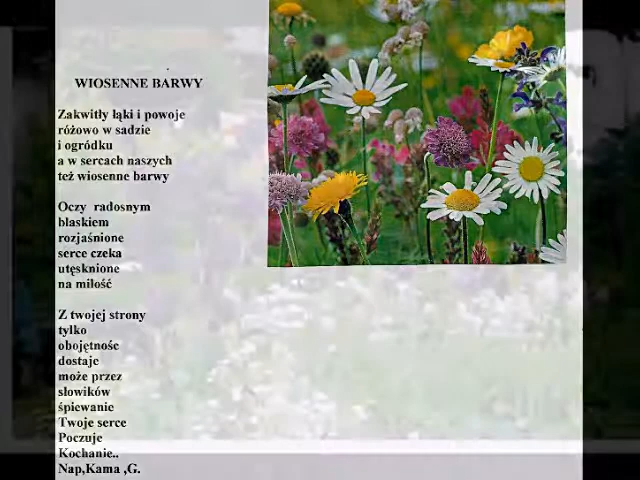 WIOSENNE BARWY
Zakwitły łąki i powoje
różowo w sadzie
i ogródku
a w sercach naszych
też wiosenne barwy
Oczy radosnym
blaskiem
rozjaśnione
serce czeka
utęsknione
na miłość
Z twojej strony
tylko
obojętnośc
dostaje
może przez
słowików
śpiewanie
Twoje serce
Poczuje
Kochanie..
Nap,Kama ,G.